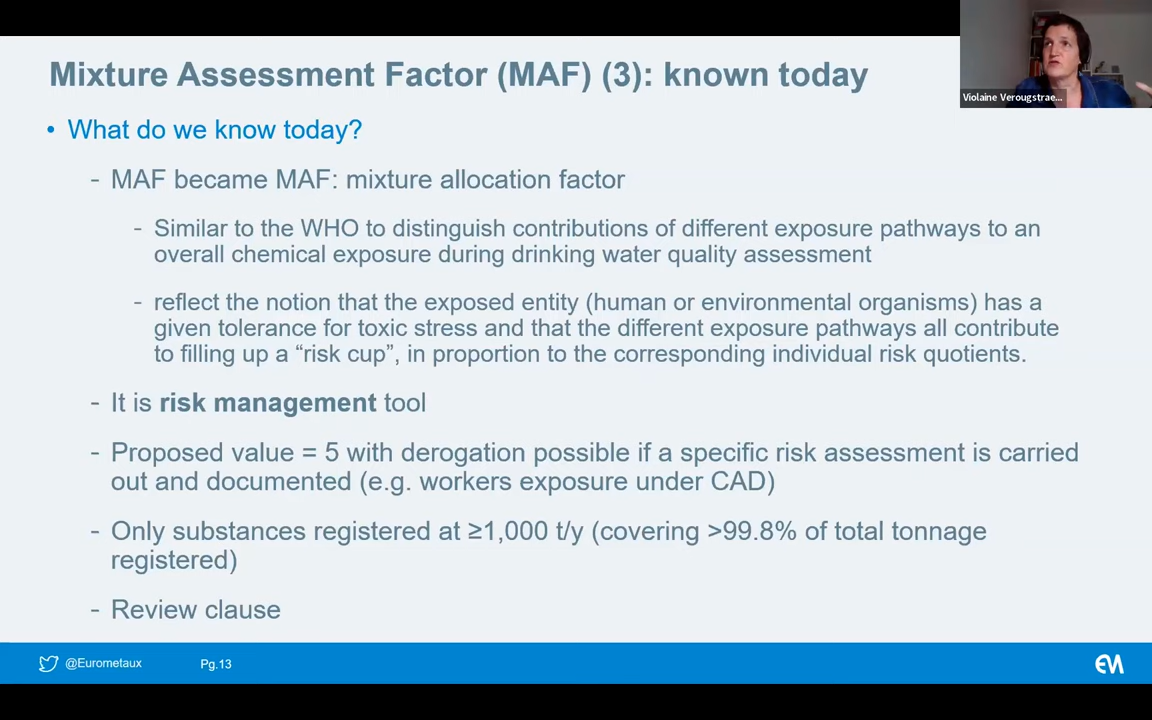 Mixture Assessment Factor (MAF) (3): known today
Violaine Verougstrae...
• What do we know today?
- MAF became MAF: mixture allocation factor
- Similar to the WHO to distinguish contributions of different exposure pathways to an
overall chemical exposure during drinking water quality assessment
- reflect the notion that the exposed entity (human or environmental organisms) has a
given tolerance for toxic stress and that the different exposure pathways all contribute
to filling up a “risk cup”, in proportion to the corresponding individual risk quotients.
- It is risk management tool
- Proposed value = 5 with derogation possible if a specific risk assessment is carried
out and documented (e.g. workers exposure under CAD)
- Only substances registered at ≥1,000 t/y (covering >99.8% of total tonnage
registered)
- Review clause
@Eurometaux
Pg.13
EM